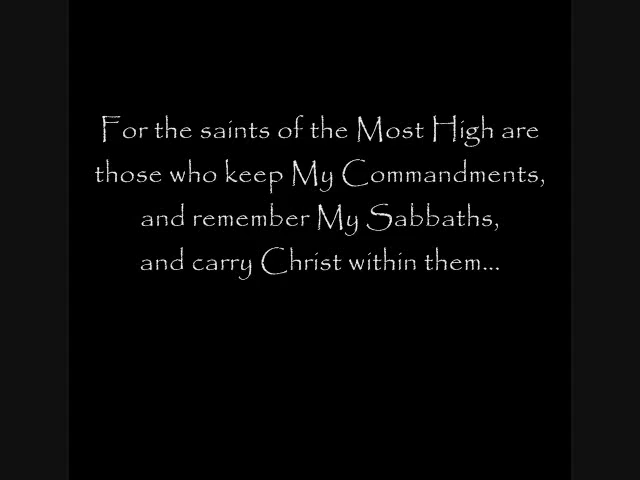 For the saints of the Most High are
those who keep My Commandments,
and remember My Sabbaths,
and carry Christ within them...